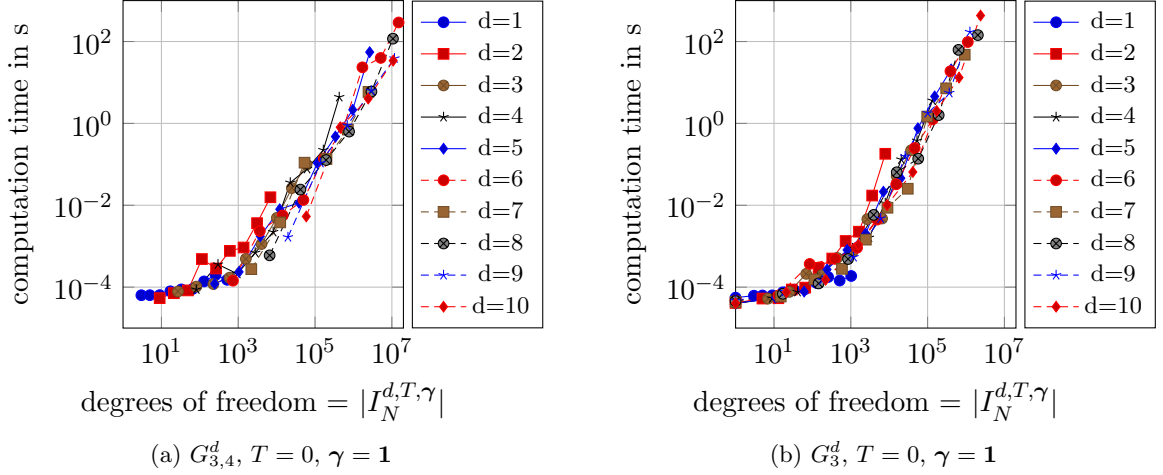 computation time in s
10^2
10^0
10^{-2}
10^{-4}
10^1 10^3 10^5 10^7
degrees of freedom = |I_N^{d,T,γ}|
d=1
d=2
d=3
d=4
d=5
d=6
d=7
d=8
d=9
d=10
(a) G_{3,4}^d, T = 0, γ = 1
computation time in s
10^2
10^0
10^{-2}
10^{-4}
10^1 10^3 10^5 10^7
degrees of freedom = |I_N^{d,T,γ}|
d=1
d=2
d=3
d=4
d=5
d=6
d=7
d=8
d=9
d=10
(b) G_3^d, T = 0, γ = 1